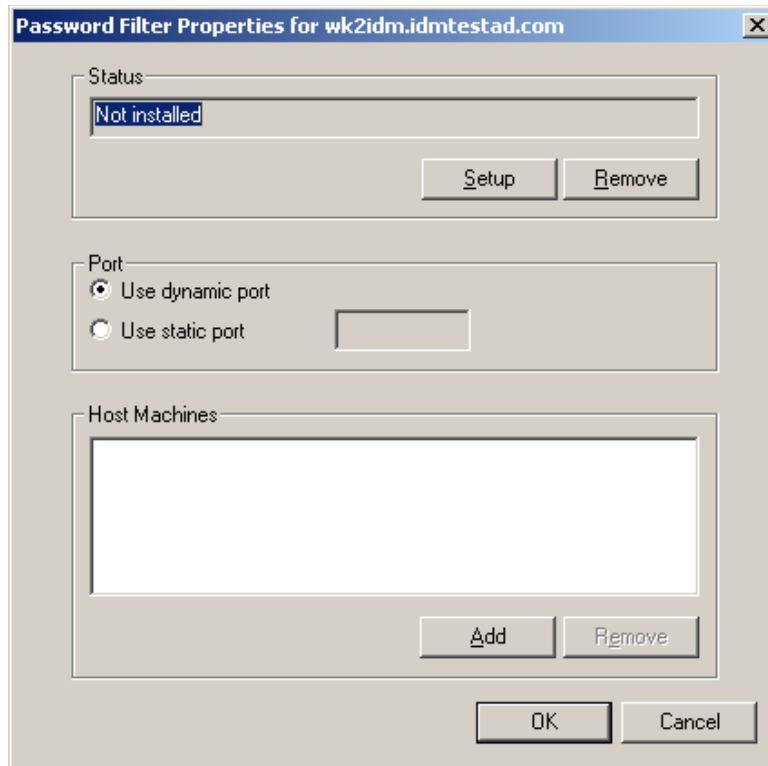 Password Filter Properties for wk2idm.idmtestad.com
Status
Not installed
Setup Remove
Port
Use dynamic port
Use static port
Host Machines
Add Remove
OK Cancel